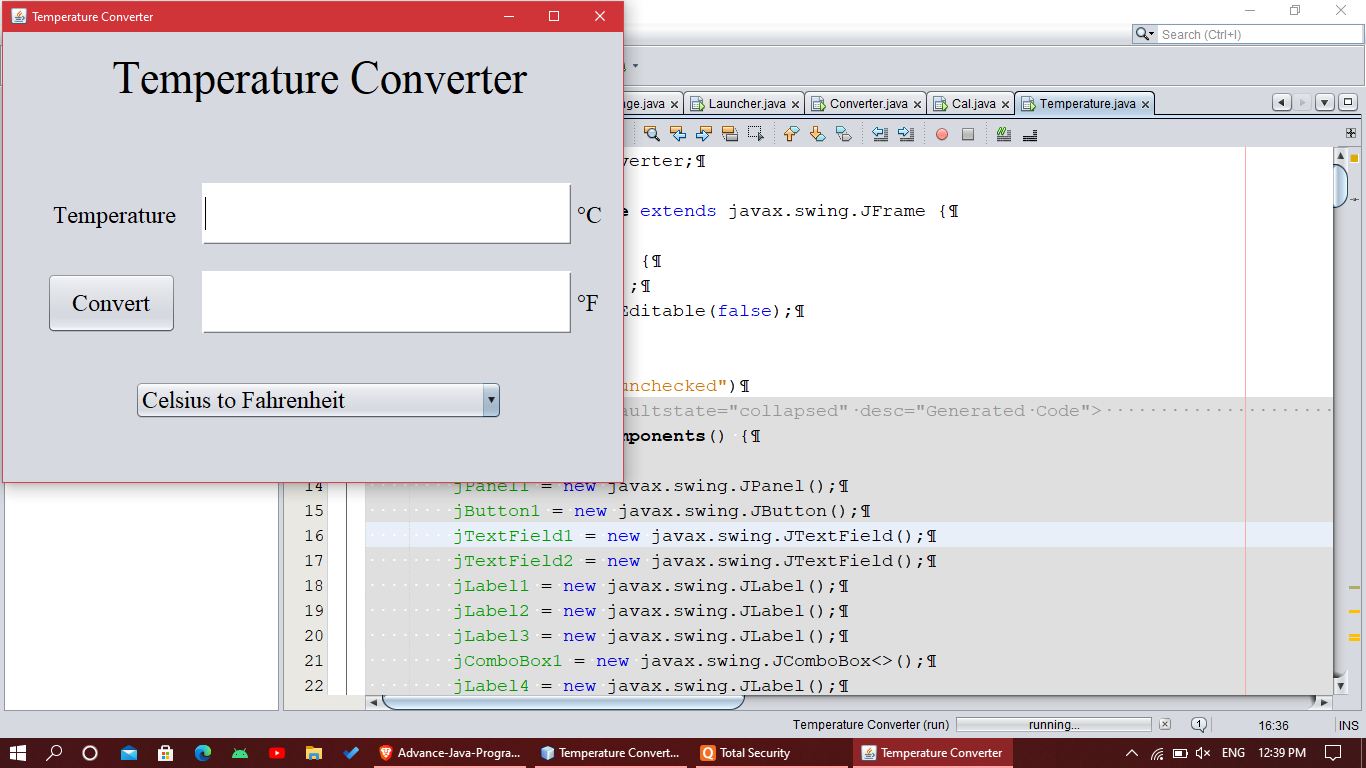 Temperature Converter
Temperature Converter
Temperature
°C
Convert
°F
Celsius to Fahrenheit
Search (Ctrl+I)
age.java
Launcher.java
Converter.java
Cal.java
Temperature.java
verter;¶
e extends javax.swing.JFrame {¶
{¶
;¶
Editable(false);¶
unchecked")¶
aultstate="collapsed" desc="Generated Code">
mponents() {¶
14 jPanel1 = new javax.swing.JPanel();¶
15 jButton1 = new javax.swing.JButton();¶
16 jTextField1 = new javax.swing.JTextField();¶
17 jTextField2 = new javax.swing.JTextField();¶
18 jLabel1 = new javax.swing.JLabel();¶
19 jLabel2 = new javax.swing.JLabel();¶
20 jLabel3 = new javax.swing.JLabel();¶
21 jComboBox1 = new javax.swing.JComboBox<>();¶
22 jLabel4 = new javax.swing.JLabel();¶
Temperature Converter (run)
running...
1
16:36
INS
Advance-Java-Progra...
Temperature Convert...
Total Security
Temperature Converter
ENG
12:39 PM